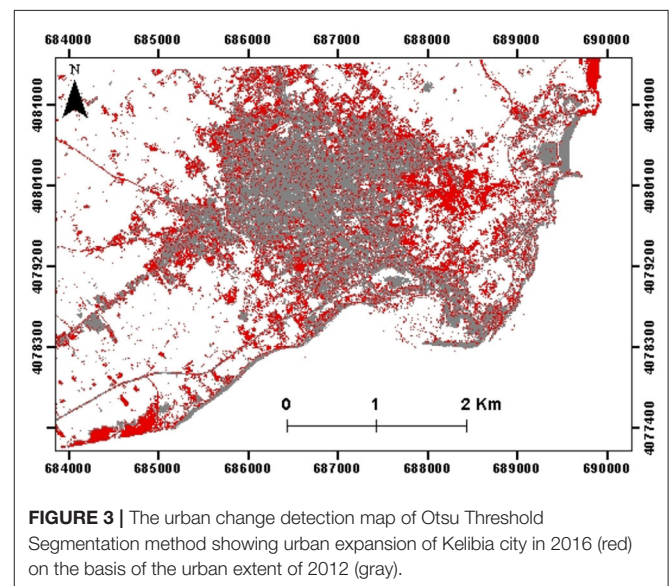 684000 685000 686000 687000 688000 689000 690000
N
4081000 4081000
4080100 4080100
4079200 4079200
4078300 4078300
0 1 2 Km
4077400 4077400
684000 685000 686000 687000 688000 689000 690000
FIGURE 3 | The urban change detection map of Otsu Threshold
Segmentation method showing urban expansion of Kelibia city in 2016 (red)
on the basis of the urban extent of 2012 (gray).